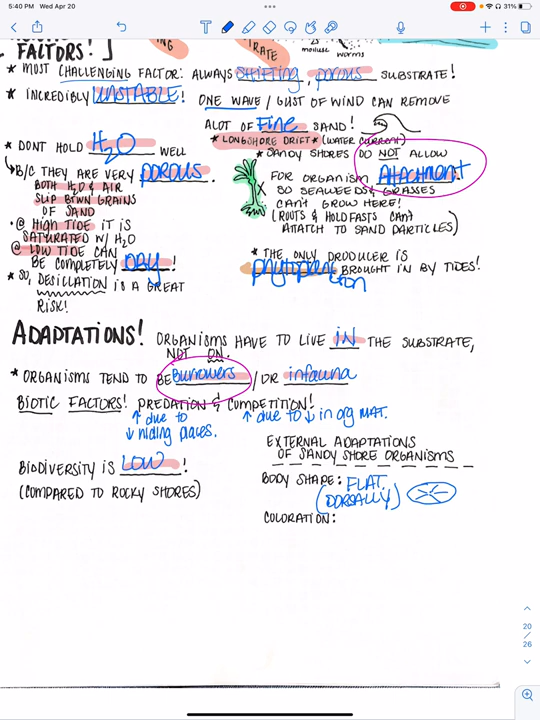 5:40 PM Wed Apr 20
31%
FACTORS!
ING
TRATE
mollusc
worms
* MOST CHALLENGING FACTOR: ALWAYS Shifting, porous SUBSTRATE!
* INCREDIBLY UNSTABLE! ONE WAVE / GUST OF WIND CAN REMOVE
ALOT OF Fine SAND!
* LONGSHORE DRIFT * (WATER CURRENT)
* DONT HOLD H2O WELL
B/C THEY ARE VERY POROUS.
BOTH H2O & AIR
SLIP BTWN GRAINS
OF SAND
• @ HIGH TIDE IT IS
SATURATED W/ H2O
@ LOW TIDE CAN
BE COMPLETELY DRY!
* SO, DESICCATION IS A GREAT
RISK!
* SANDY SHORES DO NOT ALLOW
FOR ORGANISM ATTACHMENT.
X SO SEAWEEDS & GRASSES
CAN'T GROW HERE!
(ROOTS & HOLDFASTS CAN'T
ATTATCH TO SAND PARTICLES)
* THE ONLY PRODUCER IS
phytoplankton BROUGHT IN BY TIDES!
ADAPTATIONS! ORGANISMS HAVE TO LIVE IN THE SUBSTRATE,
NOT ON.
* ORGANISMS TEND TO BE Burrowers / OR infauna
BIOTIC FACTORS! PREDATION & COMPETITION!
↑ due to
↓ hiding places.
↑ due to ↓ in org MAT.
BIODIVERSITY IS LOW!
(COMPARED TO ROCKY SHORES)
EXTERNAL ADAPTATIONS
OF SANDY SHORE ORGANISMS
BODY SHAPE: FLAT
(DORSALLY)
COLORATION:
20
/
26